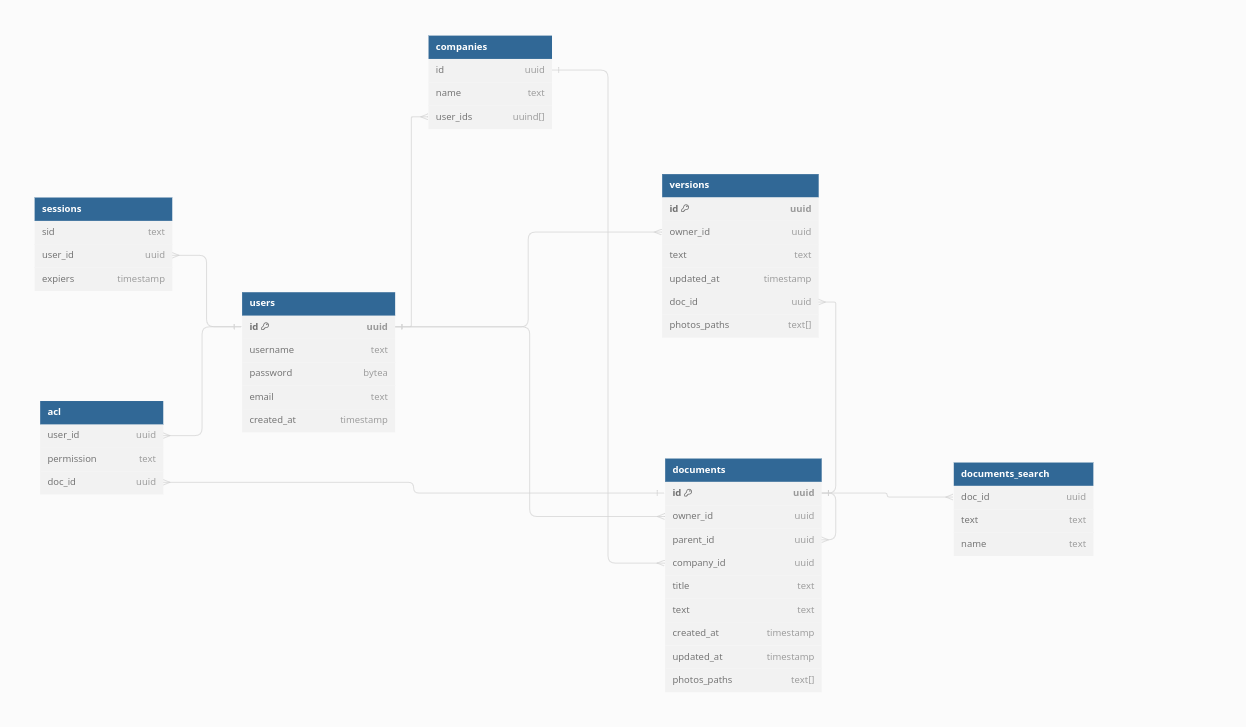 companies
id uuid
name text
user_ids uuind[]
versions
id uuid
owner_id uuid
text text
updated_at timestamp
doc_id uuid
photos_paths text[]
sessions
sid text
user_id uuid
expiers timestamp
users
id uuid
username text
password bytea
email text
created_at timestamp
acl
user_id uuid
permission text
doc_id uuid
documents
id uuid
owner_id uuid
parent_id uuid
company_id uuid
title text
text text
created_at timestamp
updated_at timestamp
photos_paths text[]
documents_search
doc_id uuid
text text
name text